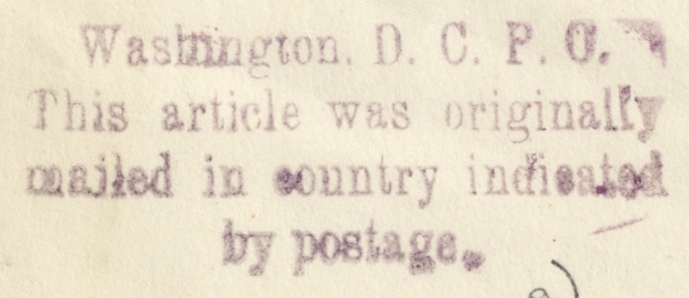 Washington, D. C. P. O.
This article was originally
mailed in country indicated
by postage.